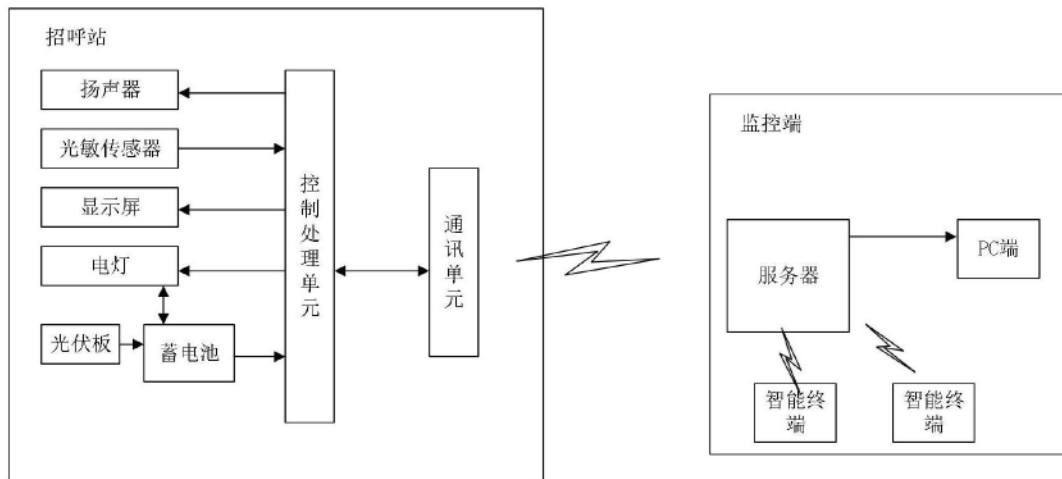 招呼站
扬声器
光敏传感器
显示屏
电灯
光伏板
蓄电池
控制处理单元
通讯单元
监控端
服务器
PC端
智能终
端
智能终
端